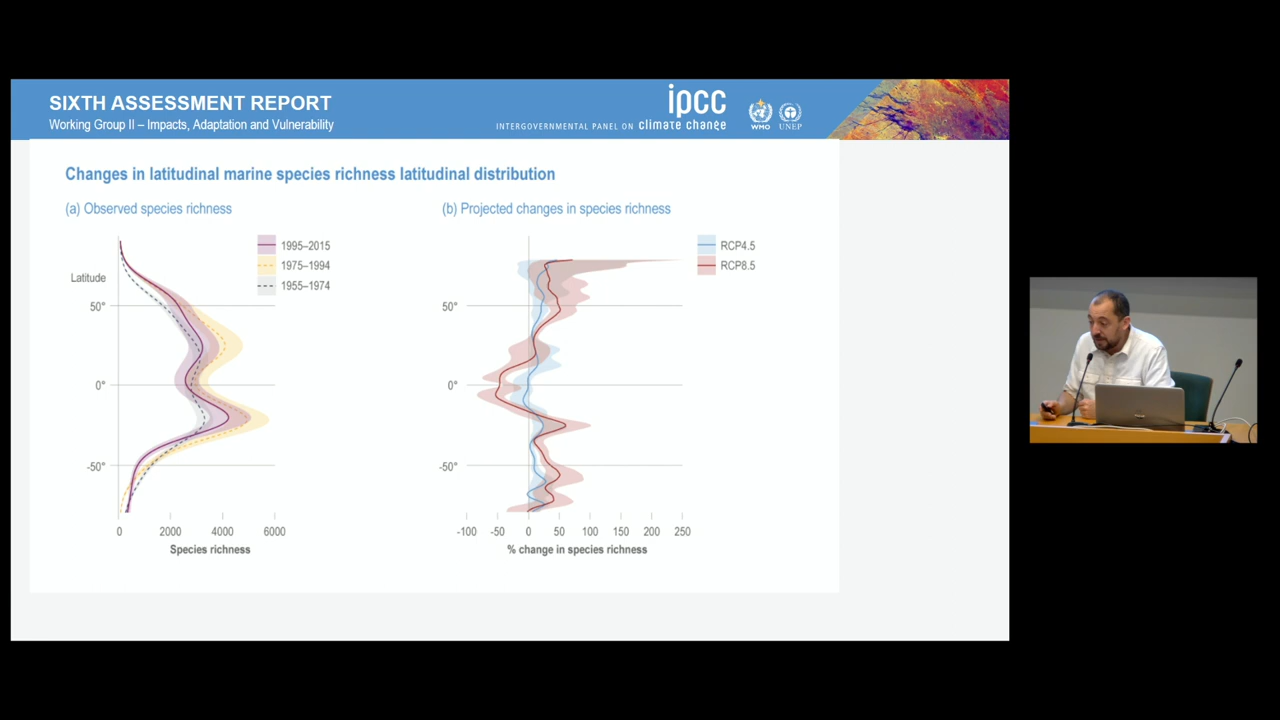 SIXTH ASSESSMENT REPORT
Working Group II – Impacts, Adaptation and Vulnerability
ipcc
INTERGOVERNMENTAL PANEL ON climate change
WMO
UNEP
Changes in latitudinal marine species richness latitudinal distribution
(a) Observed species richness
1995–2015
1975–1994
1955–1974
Latitude
50°
0°
-50°
0 2000 4000 6000
Species richness
(b) Projected changes in species richness
RCP4.5
RCP8.5
50°
0°
-50°
-100 -50 0 50 100 150 200 250
% change in species richness